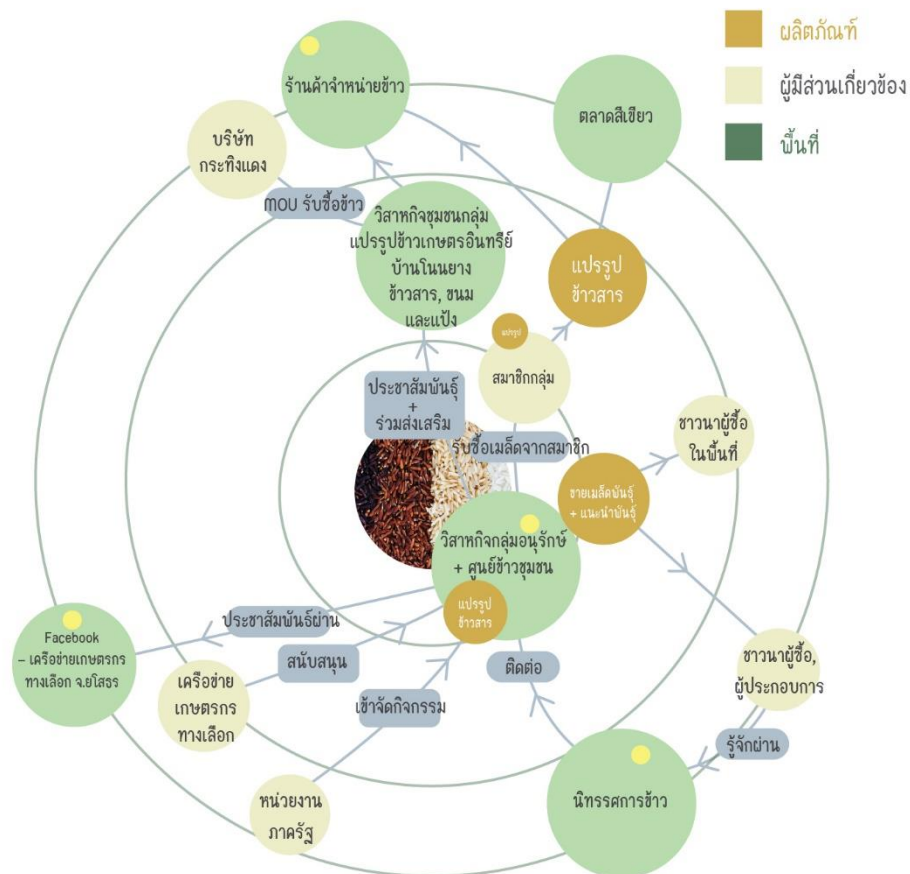 ผลิตภัณฑ์
ผู้มีส่วนเกี่ยวข้อง
พื้นที่
ร้านค้าจำหน่ายข้าว
ตลาดสีเขียว
บริษัท
กระทิงแดง
MOU รับซื้อข้าว
วิสาหกิจชุมชนกลุ่ม
แปรรูปข้าวเกษตรอินทรีย์
บ้านโนนยาง
ข้าวสาร, ขนม
และแป้ง
แปรรูป
ข้าวสาร
แปรรูป
สมาชิกกลุ่ม
ประชาสัมพันธุ์
+
ร่วมส่งเสริม
รับซื้อเมล็ดจากสมาชิก
ชาวนาผู้ซื้อ
ในพื้นที่
ขายเมล็ดพันธุ์
+ แนะนำพันธุ์
วิสาหกิจกลุ่มอนุรักษ์
+ ศูนย์ข้าวชุมชน
แปรรูป
ข้าวสาร
ประชาสัมพันธ์ผ่าน
Facebook
– เครือข่ายเกษตรกร
ทางเลือก จ.ยโสธร
สนับสนุน
เครือข่าย
เกษตรกร
ทางเลือก
เข้าจัดกิจกรรม
ติดต่อ
ชาวนาผู้ซื้อ,
ผู้ประกอบการ
รู้จักผ่าน
หน่วยงาน
ภาครัฐ
นิทรรศการข้าว